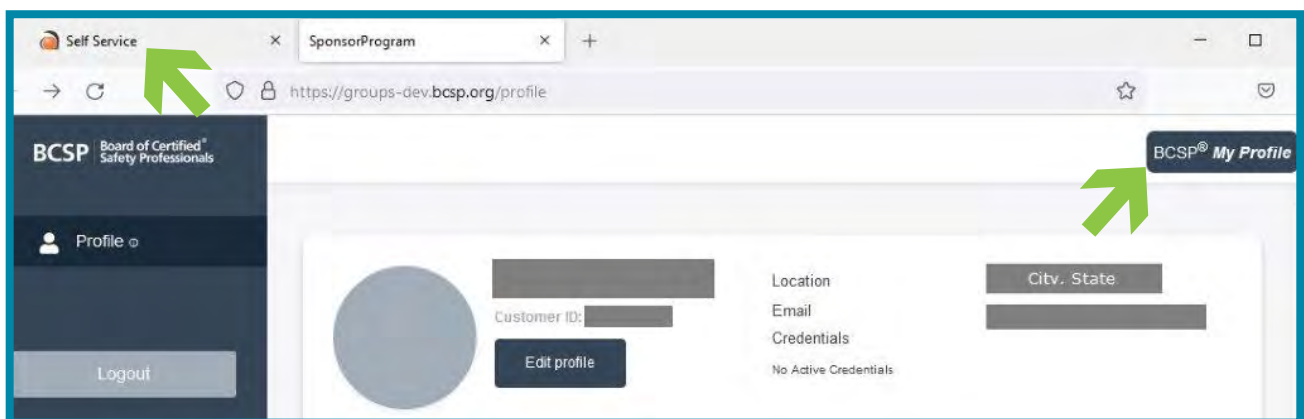 Self Service
SponsorProgram
https://groups-dev.bcsp.org/profile
BCSP Board of Certified®
Safety Professionals
BCSP® My Profile
Profile
Location
City. State
Email
Customer ID:
Credentials
Edit profile
No Active Credentials
Logout